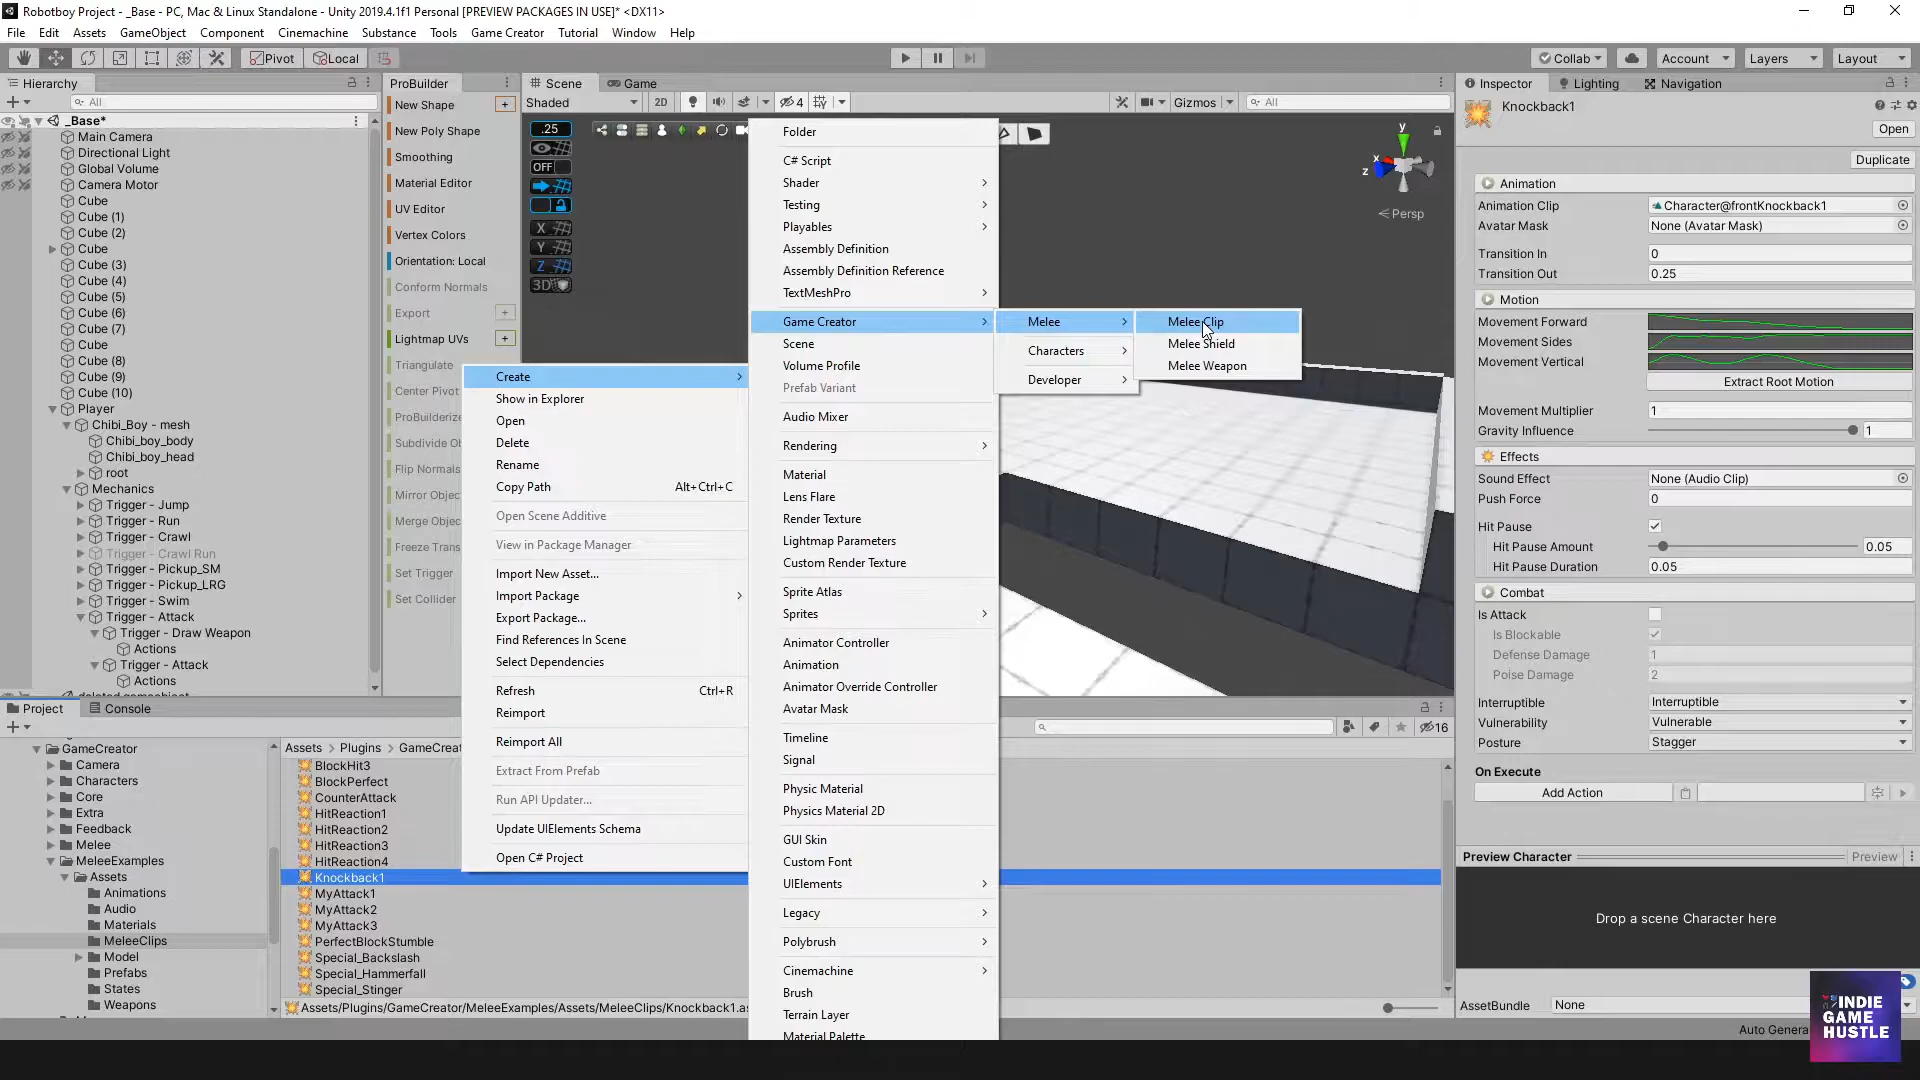 Robotboy Project - _Base - PC, Mac & Linux Standalone - Unity 2019.4.1f1 Personal [PREVIEW PACKAGES IN USE]* <DX11>
File Edit Assets GameObject Component Cinemachine Substance Tools Game Creator Tutorial Window Help
Pivot Local Collab Account Layers Layout
Hierarchy
All
_Base*
Main Camera
Directional Light
Global Volume
Camera Motor
Cube
Cube (1)
Cube (2)
Cube
Cube (3)
Cube (4)
Cube (5)
Cube (6)
Cube (7)
Cube
Cube (8)
Cube (9)
Cube (10)
Player
Chibi_Boy - mesh
Chibi_boy_body
Chibi_boy_head
root
Mechanics
Trigger - Jump
Trigger - Run
Trigger - Crawl
Trigger - Crawl Run
Trigger - Pickup_SM
Trigger - Pickup_LRG
Trigger - Swim
Trigger - Attack
Trigger - Draw Weapon
Actions
Trigger - Attack
Actions
ProBuilder
New Shape
New Poly Shape
Smoothing
Material Editor
UV Editor
Vertex Colors
Orientation: Local
Conform Normals
Export
Lightmap UVs
Triangulate
Center Pivot
ProBuilderize
Subdivide Ob
Flip Normals
Mirror Objec
Merge Objec
Freeze Trans
Set Trigger
Set Collider
Scene Game
Shaded 2D 4 Gizmos All
.25
OFF
X
Y
Z
3D
y
x
z
Persp
Create
Show in Explorer
Open
Delete
Rename
Copy Path Alt+Ctrl+C
Open Scene Additive
View in Package Manager
Import New Asset...
Import Package
Export Package...
Find References In Scene
Select Dependencies
Refresh Ctrl+R
Reimport
Reimport All
Extract From Prefab
Run API Updater...
Update UIElements Schema
Open C# Project
Folder
C# Script
Shader
Testing
Playables
Assembly Definition
Assembly Definition Reference
TextMeshPro
Game Creator
Scene
Volume Profile
Prefab Variant
Audio Mixer
Rendering
Material
Lens Flare
Render Texture
Lightmap Parameters
Custom Render Texture
Sprite Atlas
Sprites
Animator Controller
Animation
Animator Override Controller
Avatar Mask
Timeline
Signal
Physic Material
Physics Material 2D
GUI Skin
Custom Font
UIElements
Legacy
Polybrush
Cinemachine
Brush
Terrain Layer
Material Palette
Melee
Characters
Developer
Melee Clip
Melee Shield
Melee Weapon
Inspector Lighting Navigation
Knockback1
Open
Duplicate
Animation
Animation Clip Character@frontKnockback1
Avatar Mask None (Avatar Mask)
Transition In 0
Transition Out 0.25
Motion
Movement Forward
Movement Sides
Movement Vertical
Extract Root Motion
Movement Multiplier 1
Gravity Influence 1
Effects
Sound Effect None (Audio Clip)
Push Force 0
Hit Pause
Hit Pause Amount 0.05
Hit Pause Duration 0.05
Combat
Is Attack
Is Blockable
Defense Damage 1
Poise Damage 2
Interruptible Interruptible
Vulnerability Vulnerable
Posture Stagger
On Execute
Add Action
Preview Character Preview
Drop a scene Character here
AssetBundle None
Auto Genera
INDIE
GAME
HUSTLE
Project Console
16
GameCreator
Camera
Characters
Core
Extra
Feedback
Melee
MeleeExamples
Assets
Animations
Audio
Materials
MeleeClips
Model
Prefabs
States
Weapons
Assets > Plugins > GameCreat
BlockHit3
BlockPerfect
CounterAttack
HitReaction1
HitReaction2
HitReaction3
HitReaction4
Knockback1
MyAttack1
MyAttack2
MyAttack3
PerfectBlockStumble
Special_Backslash
Special_Hammerfall
Special_Stinger
Assets/Plugins/GameCreator/MeleeExamples/Assets/MeleeClips/Knockback1.as